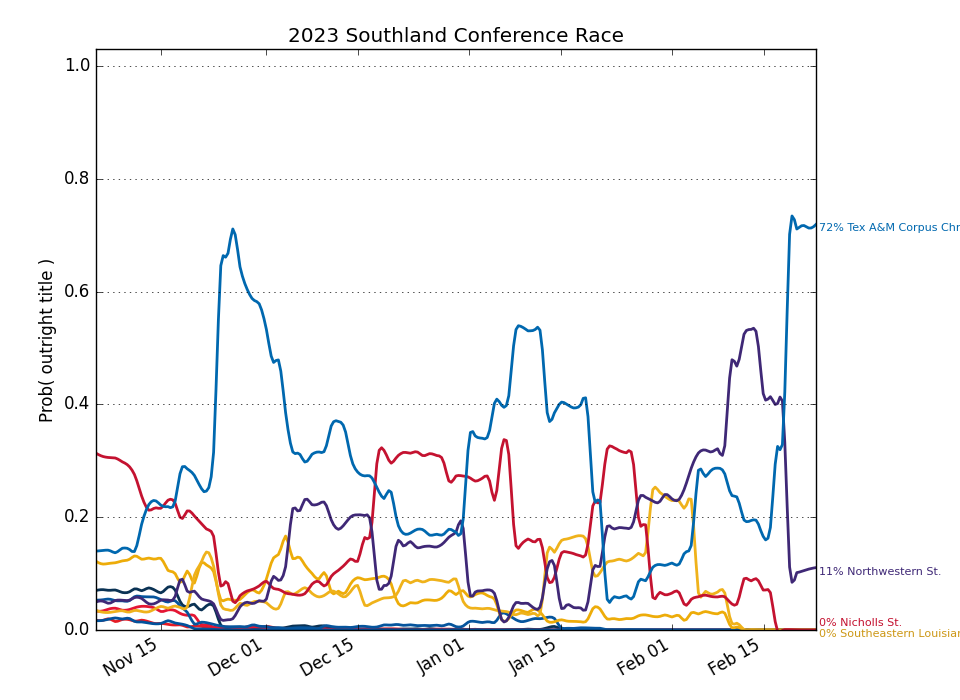 2023 Southland Conference Race
Prob( outright title )
1.0
0.8
0.6
0.4
0.2
0.0
72% Tex A&M Corpus Chr
11% Northwestern St.
0% Nicholls St.
0% Southeastern Louisian
Nov 15
Dec 01
Dec 15
Jan 01
Jan 15
Feb 01
Feb 15